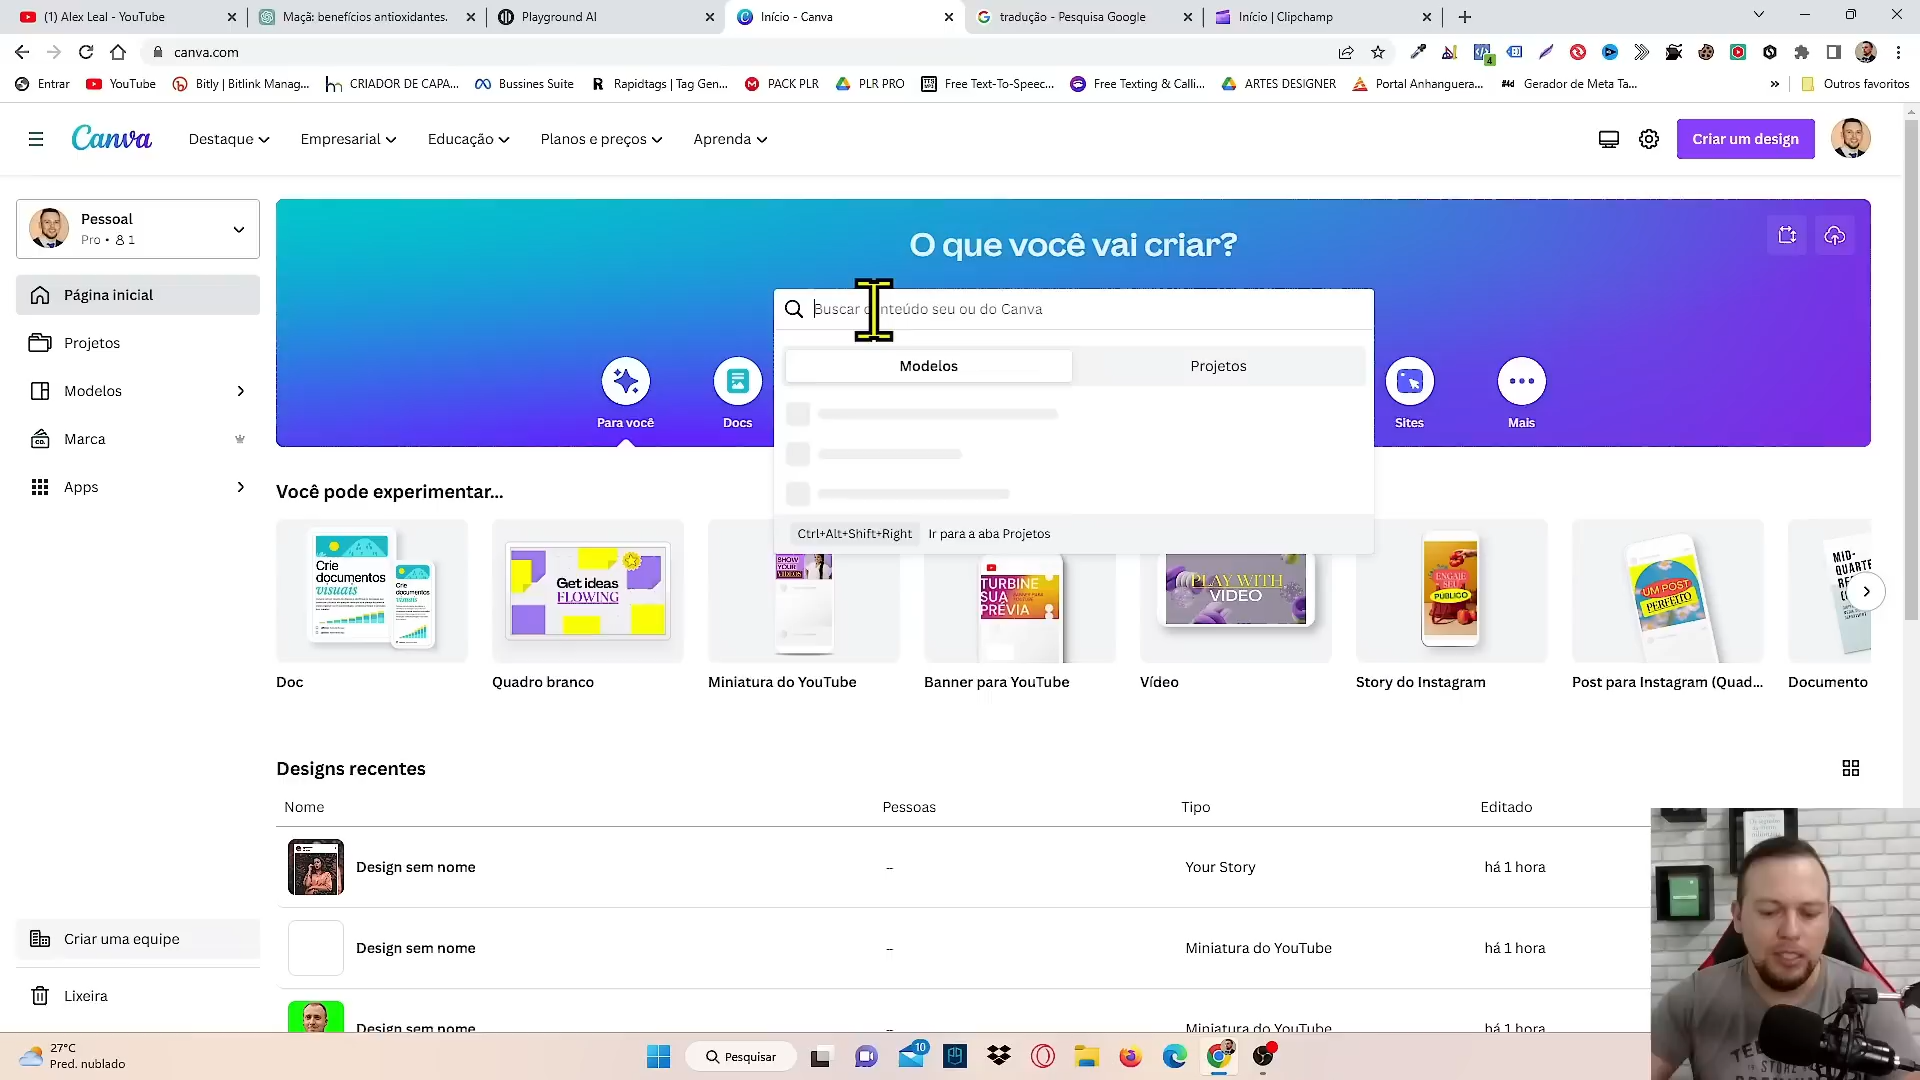 (1) Alex Leal - YouTube
Maçã: benefícios antioxidantes.
Playground AI
Início - Canva
tradução - Pesquisa Google
Início | Clipchamp
canva.com
4
Entrar
YouTube
Bitly | Bitlink Manag...
CRIADOR DE CAPA...
Bussines Suite
Rapidtags | Tag Gen...
PACK PLR
PLR PRO
Free Text-To-Speec...
Free Texting & Calli...
ARTES DESIGNER
Portal Anhanguera...
Gerador de Meta Ta...
»
Outros favoritos
Canva
Destaque
Empresarial
Educação
Planos e preços
Aprenda
Criar um design
Pessoal
Pro • 1
Página inicial
Projetos
Modelos
Marca
Apps
Criar uma equipe
Lixeira
O que você vai criar?
Buscar conteúdo seu ou do Canva
Modelos
Projetos
Ctrl+Alt+Shift+Right
Ir para a aba Projetos
Para você
Docs
Sites
Mais
Você pode experimentar...
Crie
documentos
visuais
Crie
documentos
visuais
Get ideas
FLOWING
SHOW
YOUR
VIDEOS
TURBINE
SUA
PRÉVIA
PLAY WITH
VIDEO
ENGAJE
SEU
PÚBLICO
UM POST
PERFEITO
MID-
QUARTE
RE
CO
RE
Doc
Quadro branco
Miniatura do YouTube
Banner para YouTube
Vídeo
Story do Instagram
Post para Instagram (Quad...
Documento
Designs recentes
Nome
Pessoas
Tipo
Editado
Design sem nome
--
Your Story
há 1 hora
Design sem nome
--
Miniatura do YouTube
há 1 hora
Design sem nome
--
Miniatura do YouTube
há 1 hora
27°C
Pred. nublado
Pesquisar
10